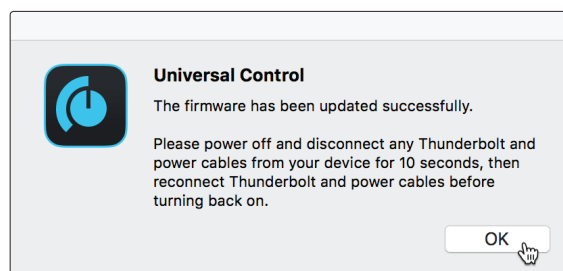 Universal Control
The firmware has been updated successfully.
Please power off and disconnect any Thunderbolt and
power cables from your device for 10 seconds, then
reconnect Thunderbolt and power cables before
turning back on.
OK